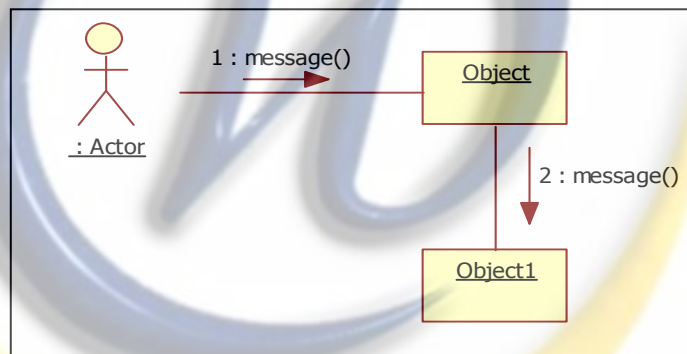 1 : message()
Object
: Actor
2 : message()
Object1